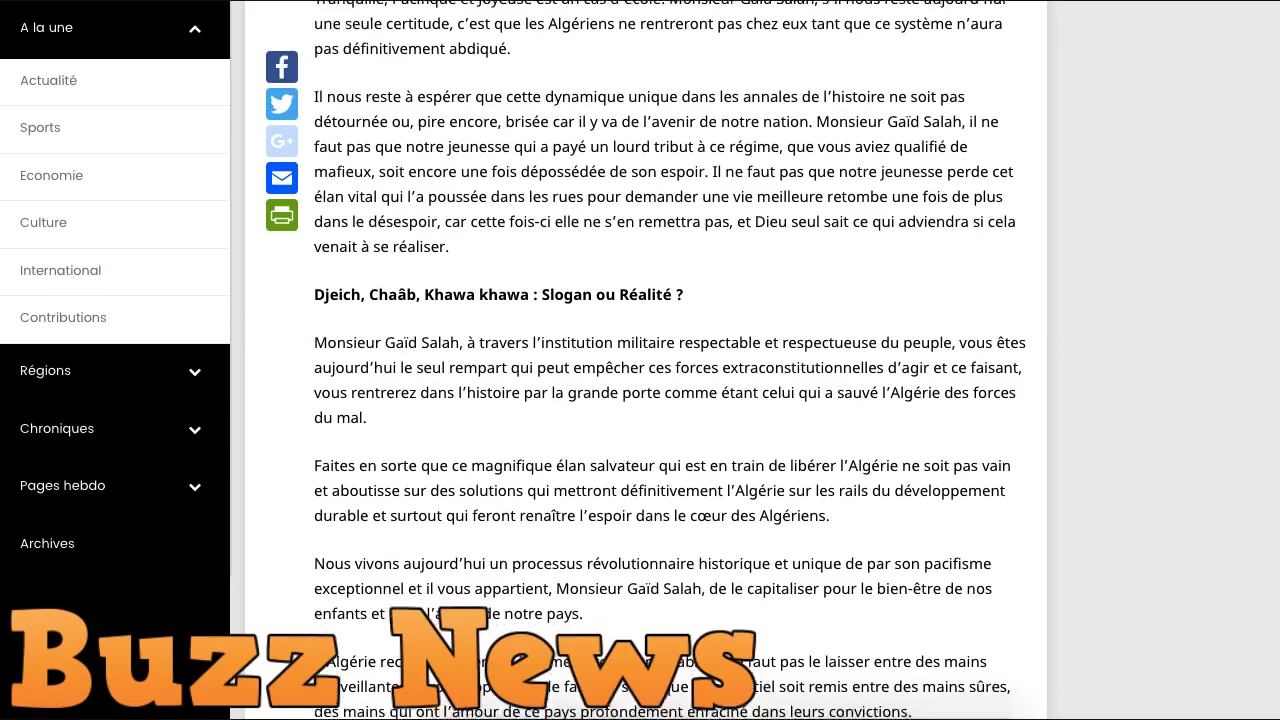 A la une
Actualité
Sports
Economie
Culture
International
Contributions
Régions
Chroniques
Pages hebdo
Archives
Tranquille, Pacifique et Joyeuse est un cas d'école. Monsieur Gaïd Salah, s'il nous reste aujourd'hui
une seule certitude, c’est que les Algériens ne rentreront pas chez eux tant que ce système n’aura
pas définitivement abdiqué.
Il nous reste à espérer que cette dynamique unique dans les annales de l’histoire ne soit pas
détournée ou, pire encore, brisée car il y va de l’avenir de notre nation. Monsieur Gaïd Salah, il ne
faut pas que notre jeunesse qui a payé un lourd tribut à ce régime, que vous aviez qualifié de
mafieux, soit encore une fois dépossédée de son espoir. Il ne faut pas que notre jeunesse perde cet
élan vital qui l’a poussée dans les rues pour demander une vie meilleure retombe une fois de plus
dans le désespoir, car cette fois-ci elle ne s’en remettra pas, et Dieu seul sait ce qui adviendra si cela
venait à se réaliser.
Djeich, Chaâb, Khawa khawa : Slogan ou Réalité ?
Monsieur Gaïd Salah, à travers l’institution militaire respectable et respectueuse du peuple, vous êtes
aujourd’hui le seul rempart qui peut empêcher ces forces extraconstitutionnelles d’agir et ce faisant,
vous rentrerez dans l’histoire par la grande porte comme étant celui qui a sauvé l’Algérie des forces
du mal.
Faites en sorte que ce magnifique élan salvateur qui est en train de libérer l’Algérie ne soit pas vain
et aboutisse sur des solutions qui mettront définitivement l’Algérie sur les rails du développement
durable et surtout qui feront renaître l’espoir dans le cœur des Algériens.
Nous vivons aujourd’hui un processus révolutionnaire historique et unique de par son pacifisme
exceptionnel et il vous appartient, Monsieur Gaïd Salah, de le capitaliser pour le bien-être de nos
enfants et de notre pays.
faut pas le laisser entre des mains
soit remis entre des mains sûres,
des mains qui ont l’amour de ce pays profondément enraciné dans leurs convictions.
Buzz News